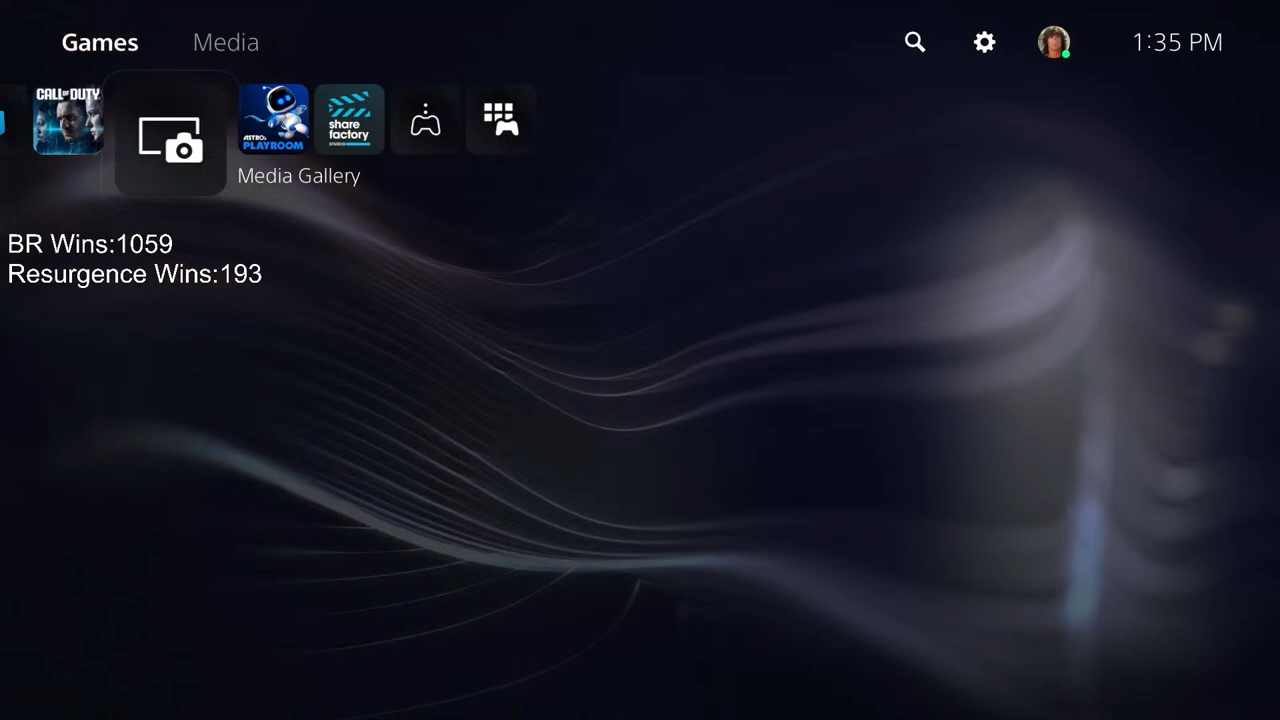 Games Media 1:35 PM
CALL OF DUTY
ASTRO's
PLAYROOM
share
factory
STUDIO
Media Gallery
BR Wins:1059
Resurgence Wins:193